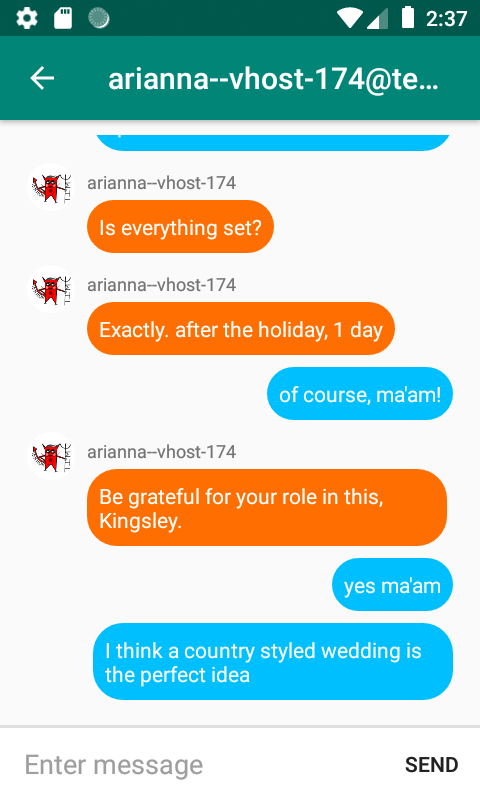 2:37
arianna--vhost-174@te…
arianna--vhost-174
Is everything set?
arianna--vhost-174
Exactly. after the holiday, 1 day
of course, ma'am!
arianna--vhost-174
Be grateful for your role in this,
Kingsley.
yes ma'am
I think a country styled wedding is
the perfect idea
Enter message
SEND